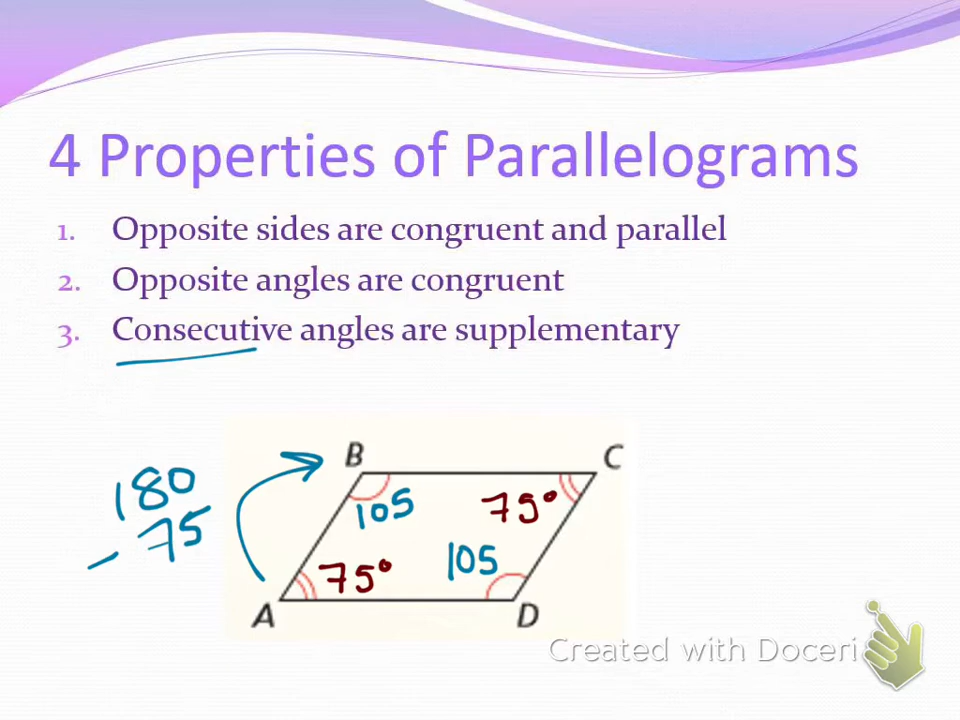 4 Properties of Parallelograms
1. Opposite sides are congruent and parallel
2. Opposite angles are congruent
3. Consecutive angles are supplementary
180
- 75
B
C
105
75°
75°
105
A
D
Created with Doceri